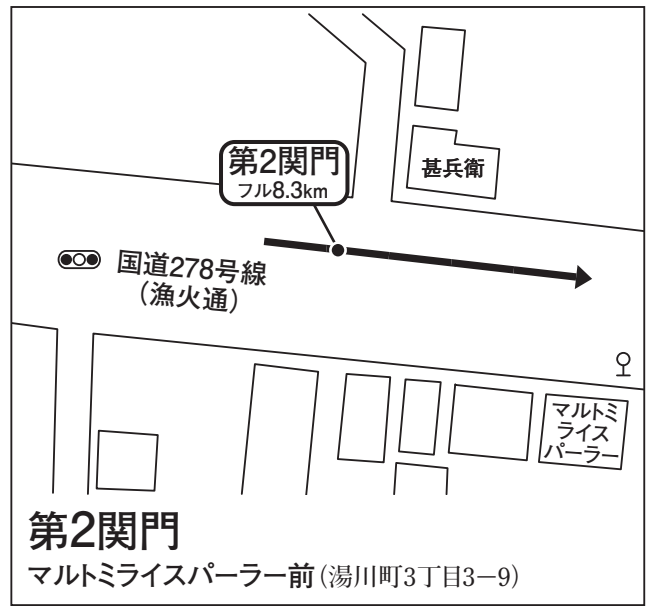 第2関門
フル8.3km
甚兵衛
国道278号線
(漁火通)
マルトミ
ライス
パーラー
第2関門
マルトミライスパーラー前(湯川町3丁目3−9)